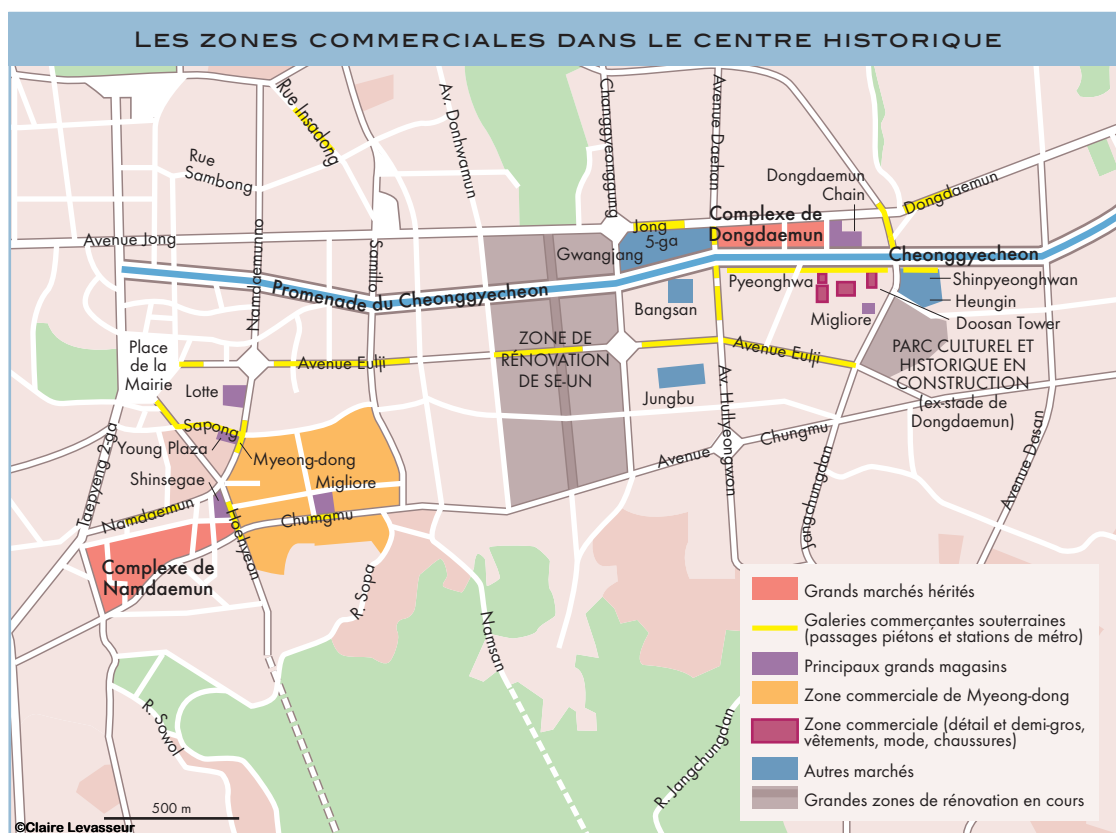 LES ZONES COMMERCIALES DANS LE CENTRE HISTORIQUE
Rue Insadong
Av. Donhwamun
Changgyeonggung
Avenue Daehan
Rue
Sambong
Dongdaemun
Chain
Dongdaemun
Namdaemunno
Samillo
Avenue Jong
Jong
5-ga
Complexe de
Dongdaemun
Gwangjang
Cheonggyecheon
Promenade du Cheonggyecheon
Pyeonghwa
Shinpyeonghwan
Heungin
Bangsan
Migliore
Doosan Tower
Place
de la
Mairie
Avenue Eulji
ZONE DE
RÉNOVATION
DE SE-UN
Avenue Eulji
PARC CULTUREL ET
HISTORIQUE EN
CONSTRUCTION
(ex-stade de
Dongdaemun)
Lotte
Jungbu
Av. Hullyeongwon
Sapong
Young Plaza
Myeong-dong
Avenue
Chungmu
Taepyeng 2-ga
Shinsegae
Migliore
Jangchungdan
Avenue Dasan
Namdaemun
Hoehyeon
Chumgmu
Complexe de
Namdaemun
R. Sopa
Namsan
R. Sowol
R. Jangchungdan
Grands marchés hérités
Galeries commerçantes souterraines
(passages piétons et stations de métro)
Principaux grands magasins
Zone commerciale de Myeong-dong
Zone commerciale (détail et demi-gros,
vêtements, mode, chaussures)
Autres marchés
Grandes zones de rénovation en cours
500 m
©Claire Levasseur